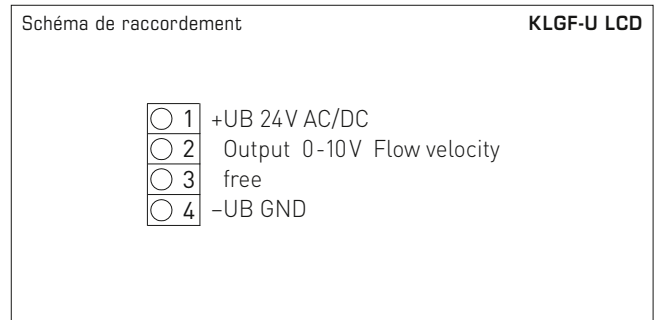 Schéma de raccordement KLGF-U LCD
1 +UB 24V AC/DC
2 Output 0-10V Flow velocity
3 free
4 –UB GND